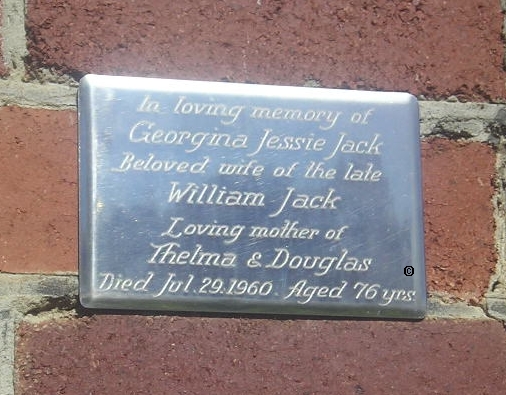 In loving memory of
Georgina Jessie Jack
Beloved wife of the late
William Jack
Loving mother of
Thelma & Douglas
Died Jul. 29.1960. Aged 76 yrs.
©